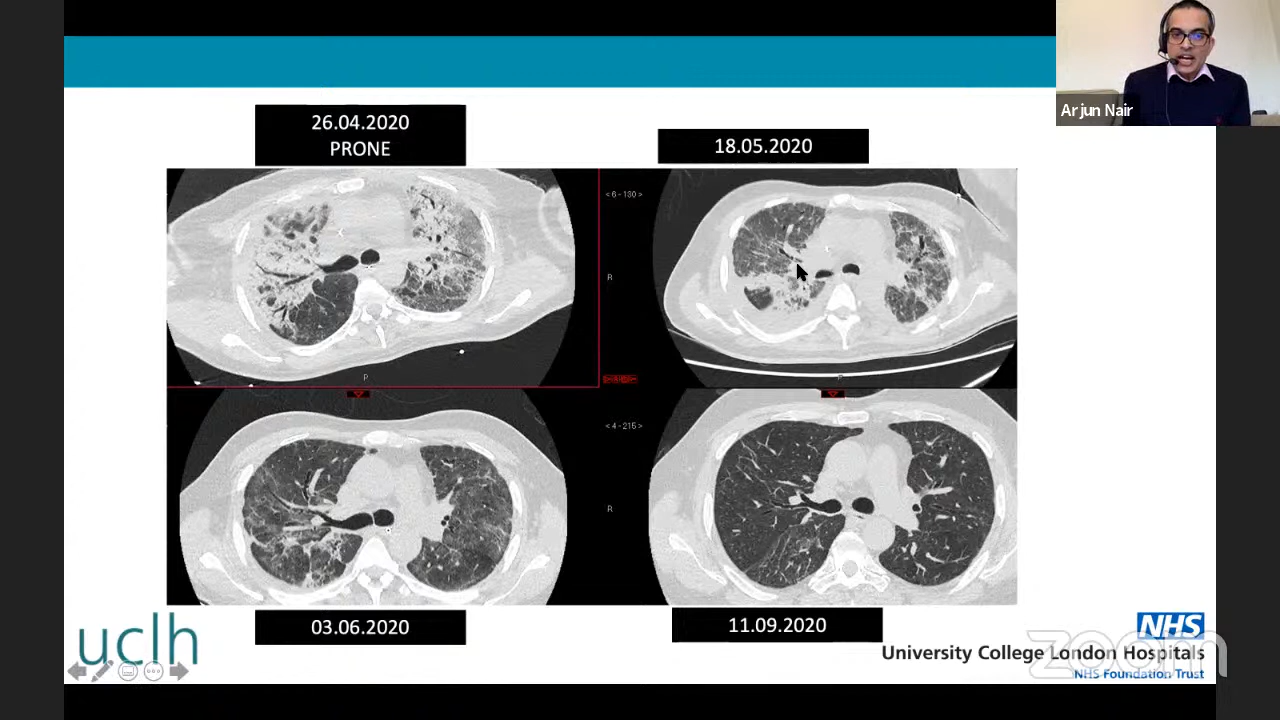 Arjun Nair
26.04.2020
PRONE
18.05.2020
< 6 - 130 >
R
P
P
< 4 - 215 >
R
03.06.2020
11.09.2020
uclh
NHS
University College London Hospitals
NHS Foundation Trust
zoom